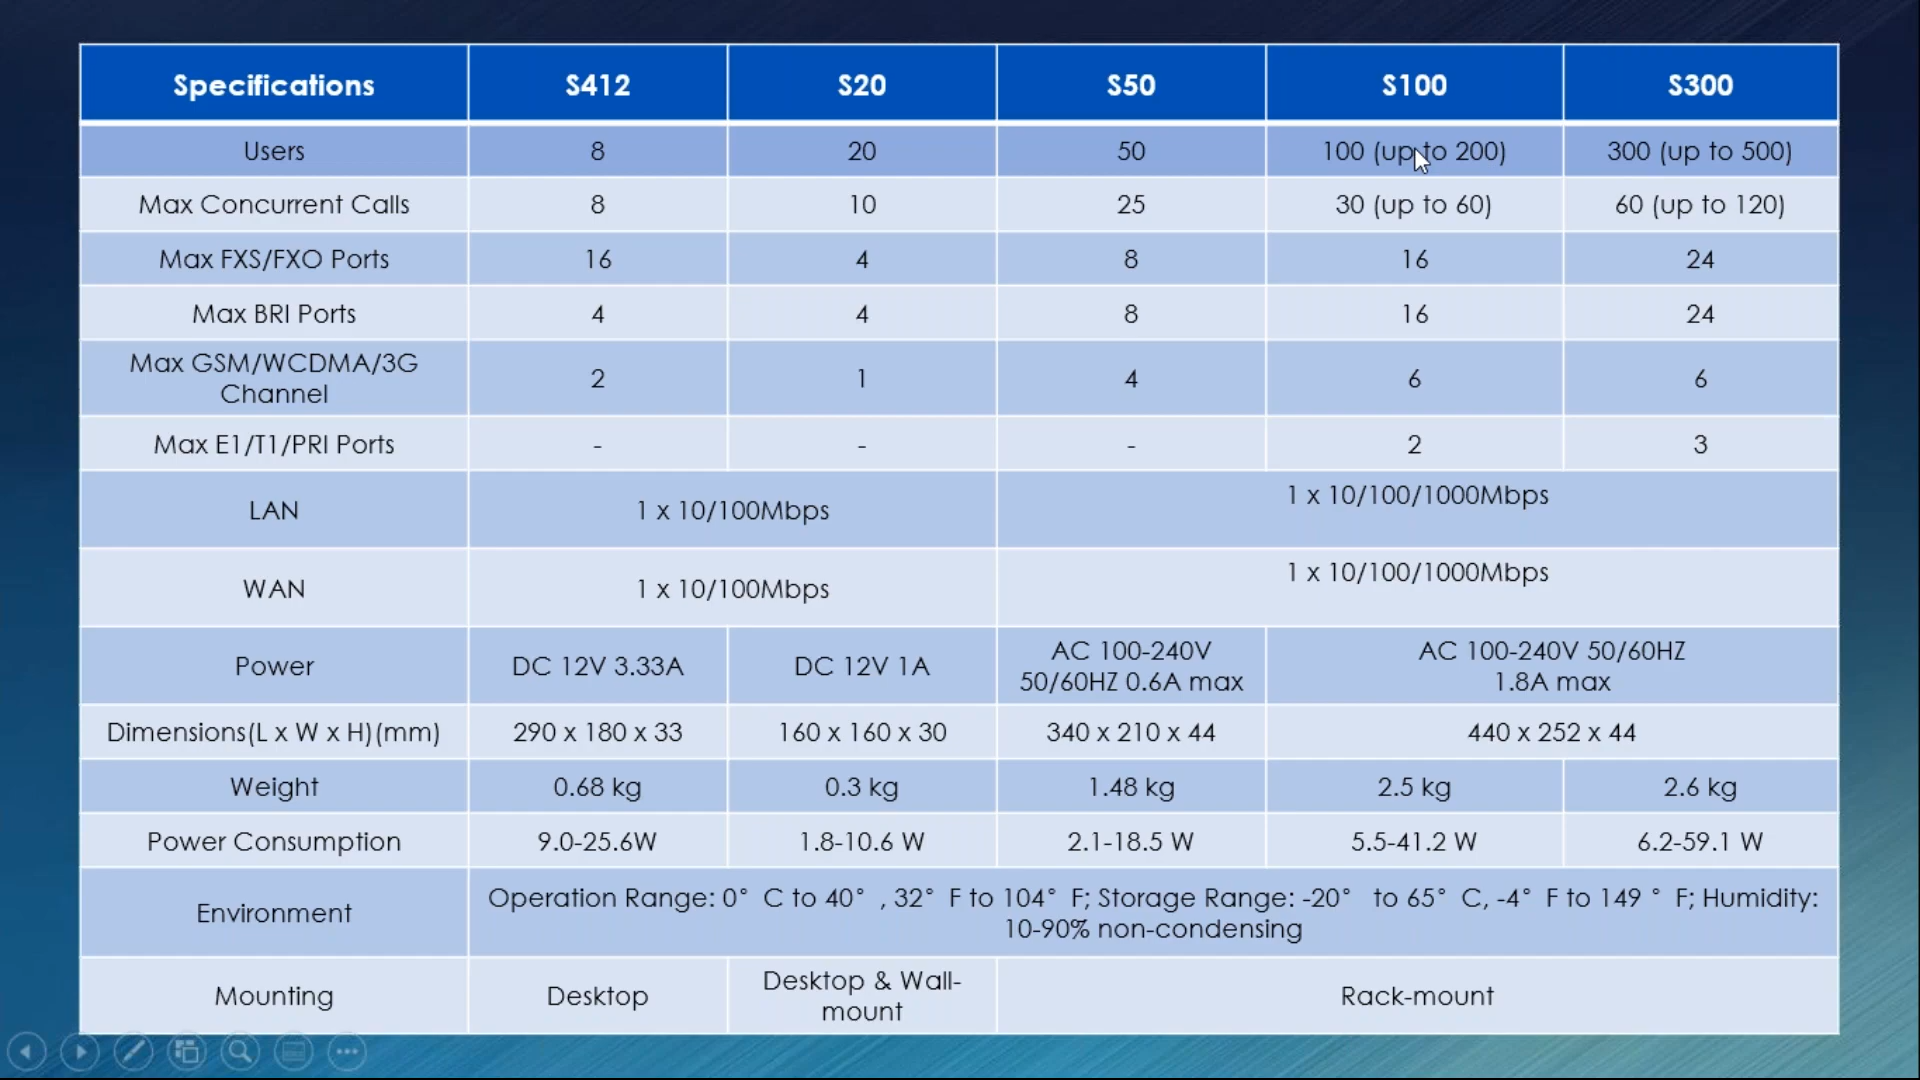 Specifications S412 S20 S50 S100 S300
Users 8 20 50 100 (up to 200) 300 (up to 500)
Max Concurrent Calls 8 10 25 30 (up to 60) 60 (up to 120)
Max FXS/FXO Ports 16 4 8 16 24
Max BRI Ports 4 4 8 16 24
Max GSM/WCDMA/3G
Channel 2 1 4 6 6
Max E1/T1/PRI Ports - - - 2 3
LAN 1 x 10/100Mbps 1 x 10/100/1000Mbps
WAN 1 x 10/100Mbps 1 x 10/100/1000Mbps
Power DC 12V 3.33A DC 12V 1A AC 100-240V
50/60HZ 0.6A max AC 100-240V 50/60HZ
1.8A max
Dimensions(L x W x H)(mm) 290 x 180 x 33 160 x 160 x 30 340 x 210 x 44 440 x 252 x 44
Weight 0.68 kg 0.3 kg 1.48 kg 2.5 kg 2.6 kg
Power Consumption 9.0-25.6W 1.8-10.6 W 2.1-18.5 W 5.5-41.2 W 6.2-59.1 W
Environment Operation Range: 0° C to 40° , 32° F to 104° F; Storage Range: -20° to 65° C, -4° F to 149 ° F; Humidity:
10-90% non-condensing
Mounting Desktop Desktop & Wall-
mount Rack-mount